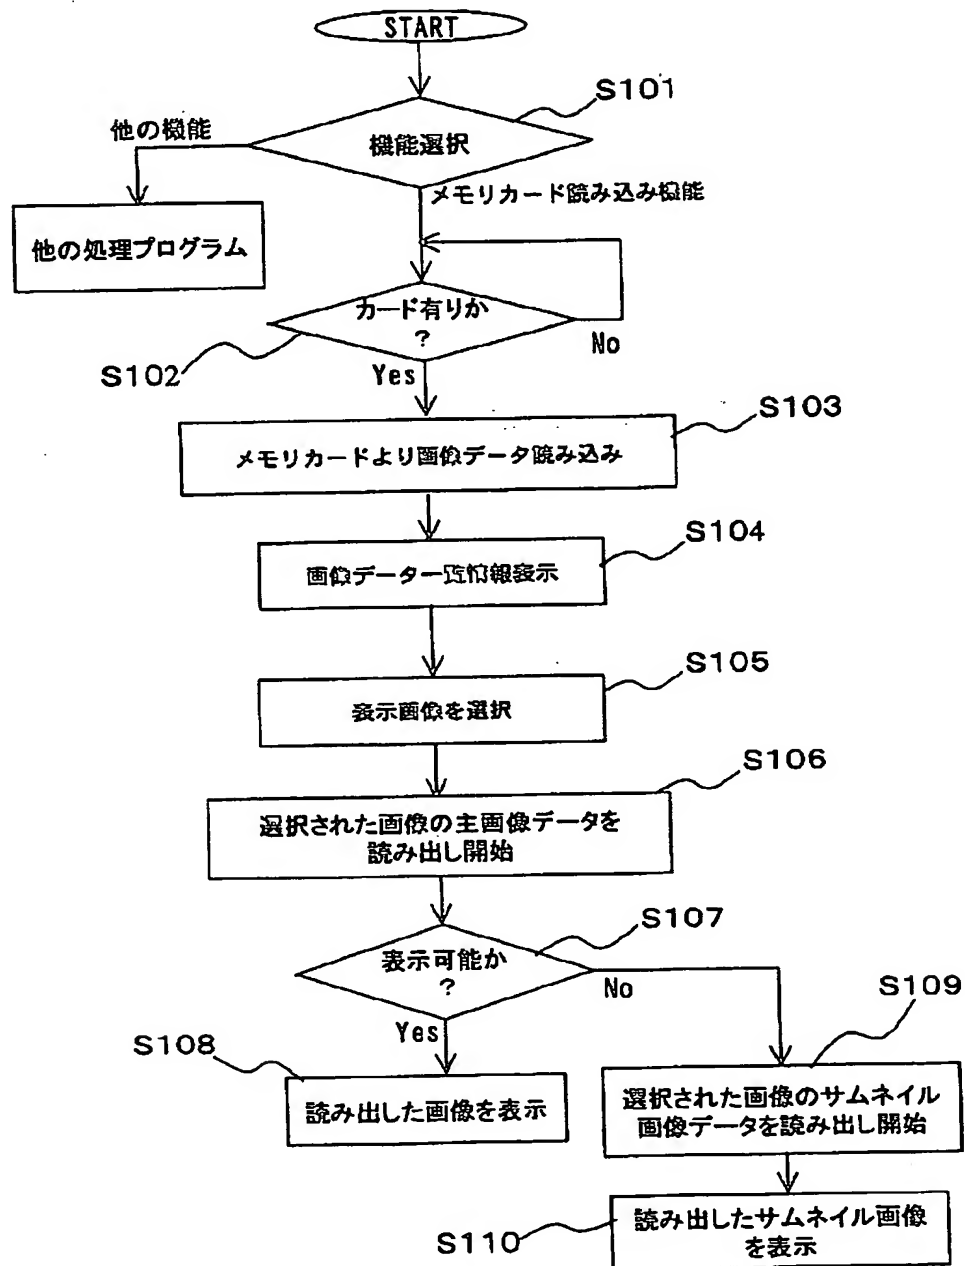 START
S101
他の機能
機能選択
メモリカード読み込み機能
他の処理プログラム
カード有りか
?
No
S102
Yes
S103
メモリカードより画像データ読み込み
S104
画像データ一覧情報表示
S105
表示画像を選択
S106
選択された画像の主画像データを
読み出し開始
S107
表示可能か
?
No
S109
Yes
S108
読み出した画像を表示
選択された画像のサムネイル
画像データを読み出し開始
S110
読み出したサムネイル画像
を表示